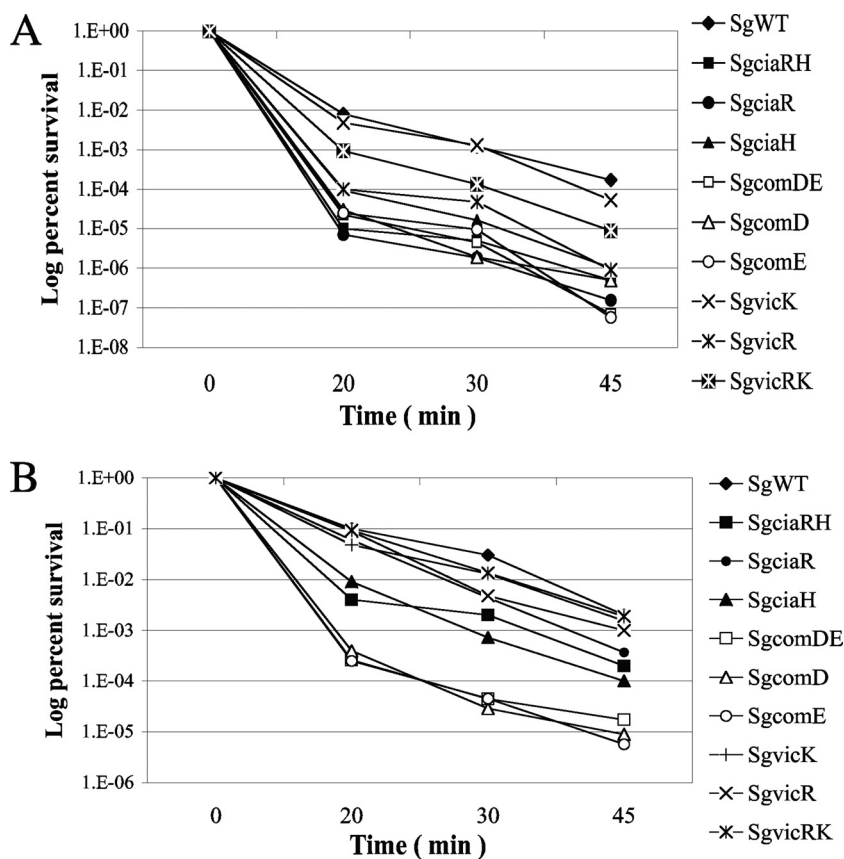 A
Log percent survival
1.E+00
1.E-01
1.E-02
1.E-03
1.E-04
1.E-05
1.E-06
1.E-07
1.E-08
0
20
30
45
Time ( min )
SgWT
SgciaRH
SgciaR
SgciaH
SgcomDE
SgcomD
SgcomE
SgvicK
SgvicR
SgvicRK
B
Log percent survival
1.E+00
1.E-01
1.E-02
1.E-03
1.E-04
1.E-05
1.E-06
0
20
30
45
Time ( min )
SgWT
SgciaRH
SgciaR
SgciaH
SgcomDE
SgcomD
SgcomE
SgvicK
SgvicR
SgvicRK